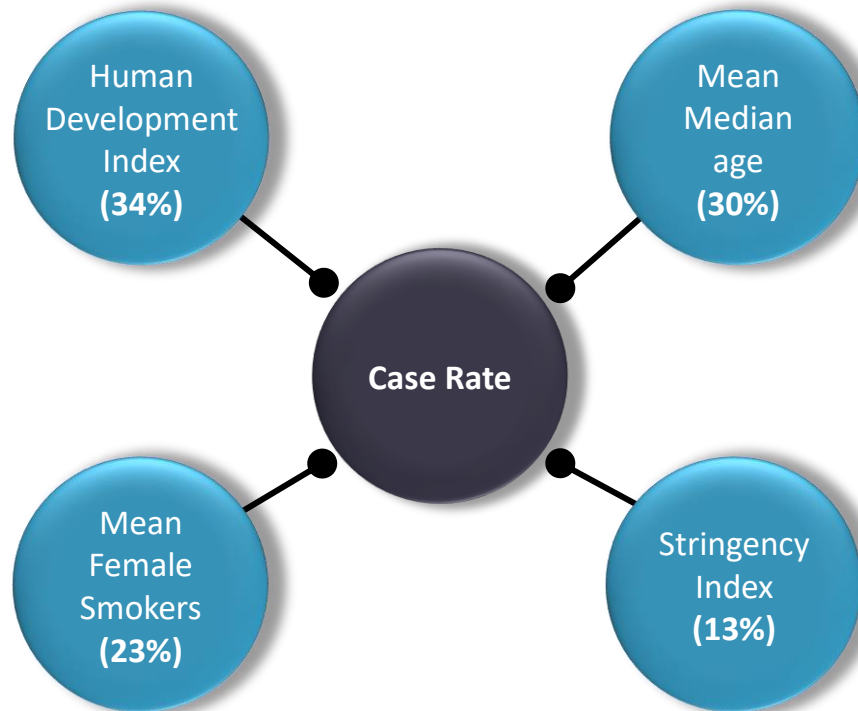 Human
Development
Index
(34%)
Mean
Median
age
(30%)
Case Rate
Mean
Female
Smokers
(23%)
Stringency
Index
(13%)